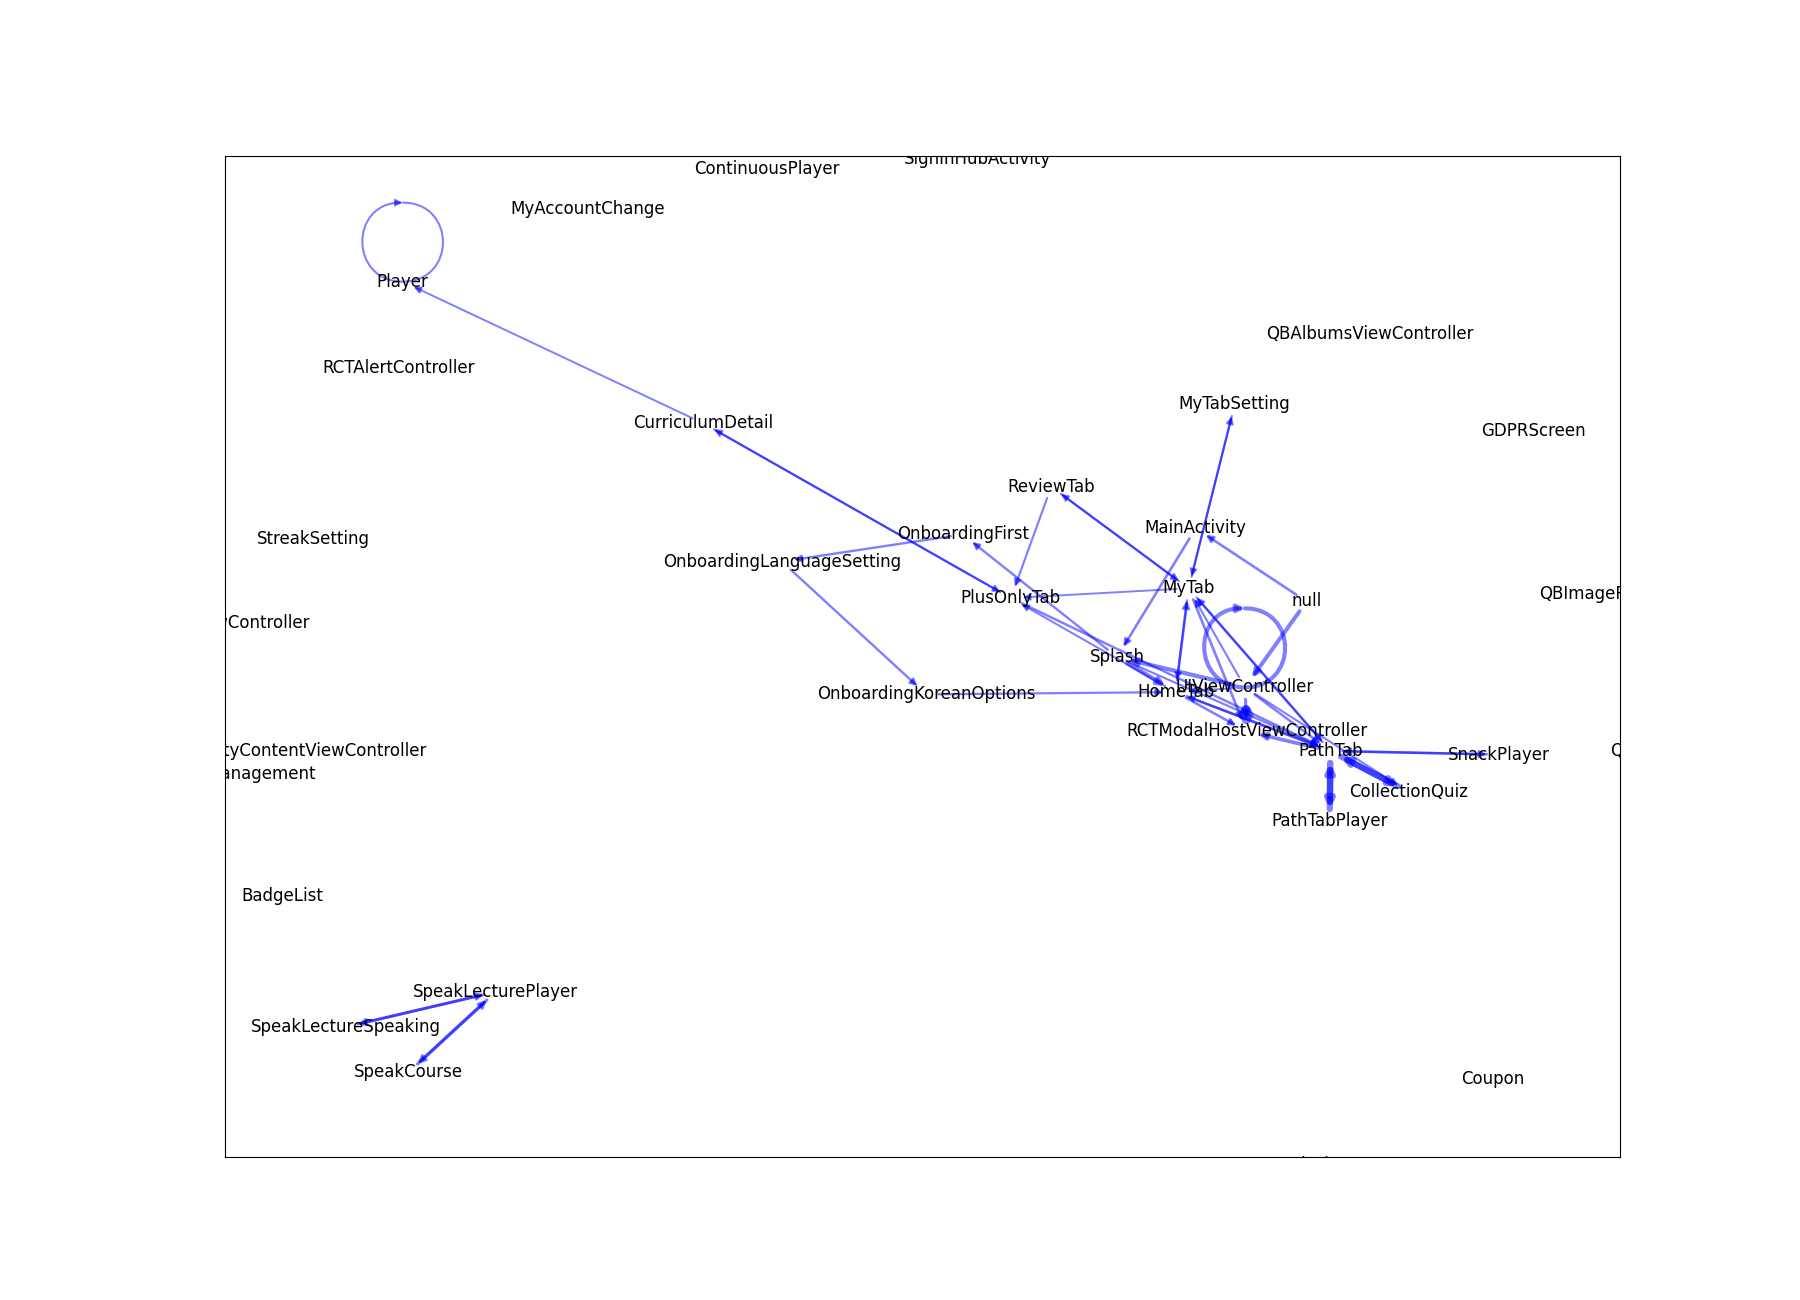 SignInHubActivity
ContinuousPlayer
MyAccountChange
Player
QBAlbumsViewController
RCTAlertController
MyTabSetting
CurriculumDetail
GDPRScreen
ReviewTab
MainActivity
OnboardingFirst
StreakSetting
OnboardingLanguageSetting
MyTab
QBImageP
PlusOnlyTab
null
Controller
Splash
UIViewController
HomeTab
OnboardingKoreanOptions
RCTModalHostViewController
tyContentViewController
PathTab
Q
SnackPlayer
anagement
CollectionQuiz
PathTabPlayer
BadgeList
SpeakLecturePlayer
SpeakLectureSpeaking
SpeakCourse
Coupon